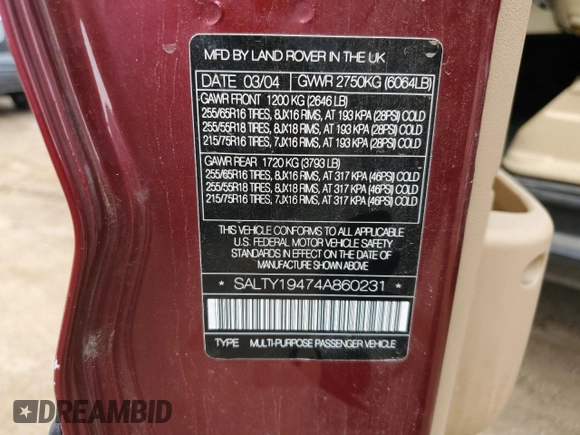 MFD BY LAND ROVER IN THE UK
DATE 03/04 GVWR 2750KG (6064LB)
GAWR FRONT 1200 KG (2646 LB)
255/65R16 TIRES, 8JX16 RIMS, AT 193 KPA (28PSI) COLD
255/55R18 TIRES, 8JX18 RIMS, AT 193 KPA (28PSI) COLD
215/75R16 TIRES, 7JX16 RIMS, AT 193 KPA (28PSI) COLD
GAWR REAR 1720 KG (3793 LB)
255/65R16 TIRES, 8JX16 RIMS, AT 317 KPA (46PSI) COLD
255/55R18 TIRES, 8JX18 RIMS, AT 317 KPA (46PSI) COLD
215/75R16 TIRES, 7JX16 RIMS, AT 317 KPA (46PSI) COLD
THIS VEHICLE CONFORMS TO ALL APPLICABLE
U.S. FEDERAL MOTOR VEHICLE SAFETY
STANDARDS IN EFFECT ON THE DATE OF
MANUFACTURE SHOWN ABOVE
* SALTY19474A860231 *
TYPE MULTI-PURPOSE PASSENGER VEHICLE
DREAMBID